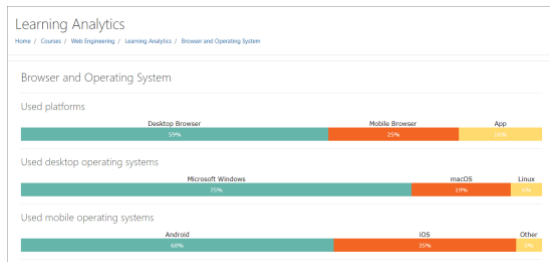 Learning Analytics
Home / Courses / Web Engineering / Learning Analytics / Browser and Operating System
Browser and Operating System
Used platforms
Desktop Browser Mobile Browser App
59% 25% 16%
Used desktop operating systems
Microsoft Windows macOS Linux
75% 19%
Used mobile operating systems
Android iOS Other
60% 35%